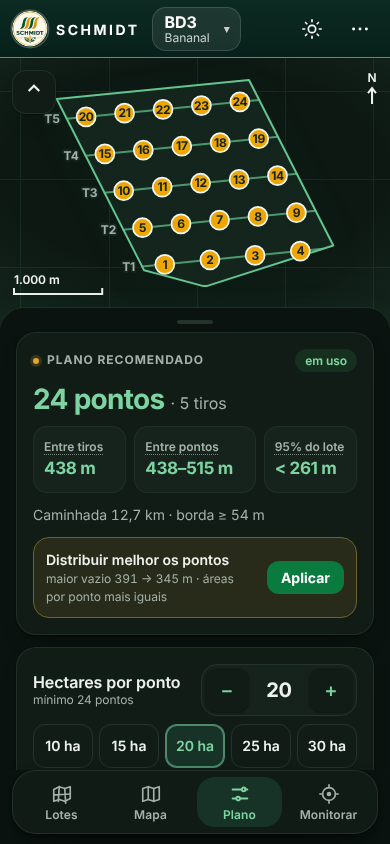 SCHMIDT
SCHMIDT
BD3
Bananal
N
T5 20 21 22 23 24
T4 15 16 17 18 19
T3 10 11 12 13 14
T2 5 6 7 8 9
T1 1 2 3 4
1.000 m
PLANO RECOMENDADO
em uso
24 pontos · 5 tiros
Entre tiros
438 m
Entre pontos
438–515 m
95% do lote
< 261 m
Caminhada 12,7 km · borda ≥ 54 m
Distribuir melhor os pontos
maior vazio 391 → 345 m · áreas
por ponto mais iguais
Aplicar
Hectares por ponto
mínimo 24 pontos
− 20 +
10 ha 15 ha 20 ha 25 ha 30 ha
Lotes Mapa Plano Monitorar